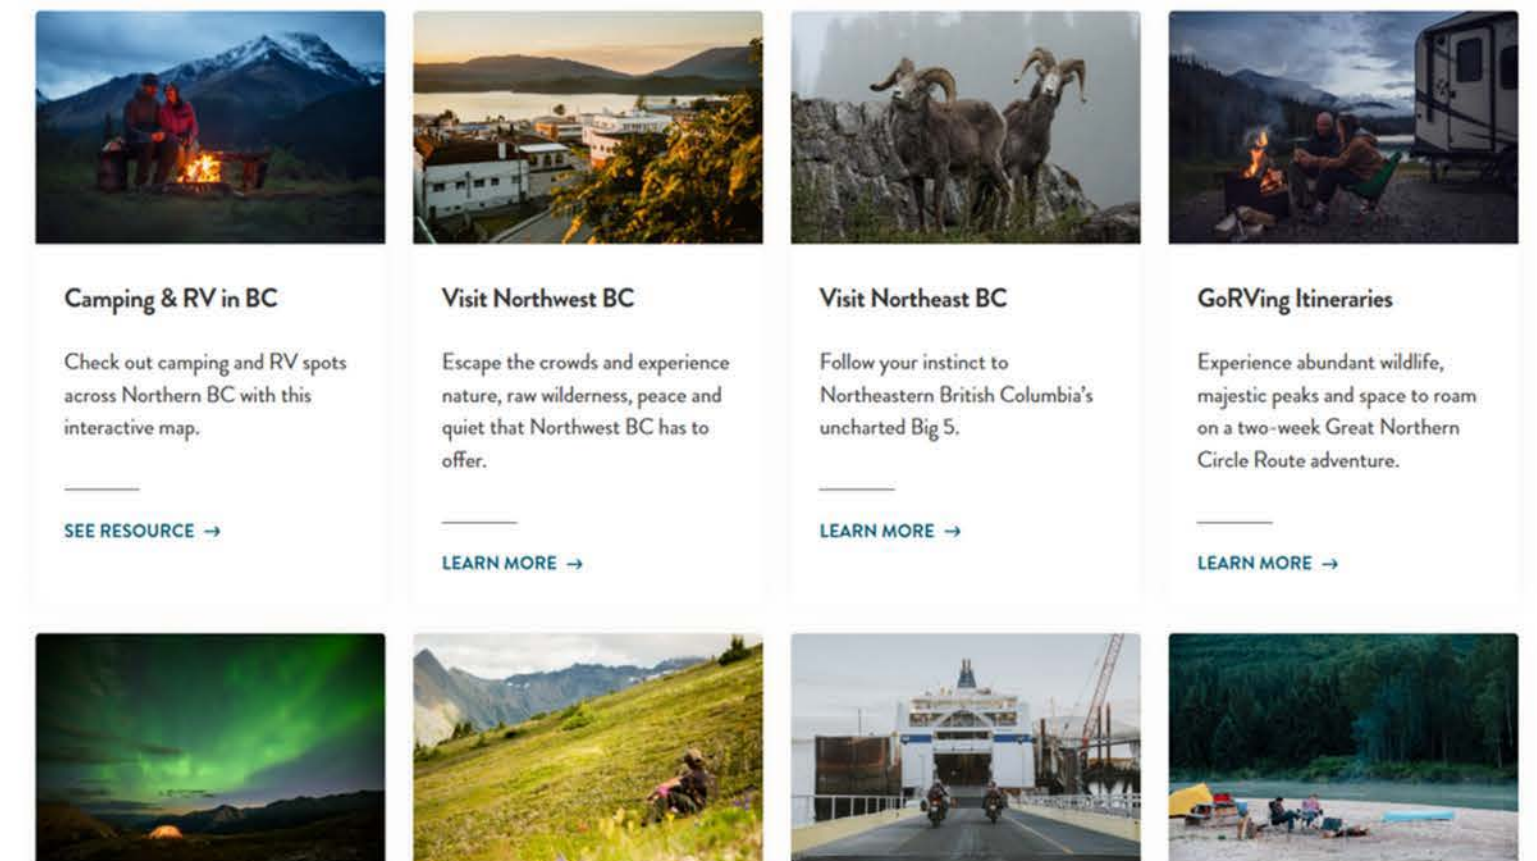 Camping & RV in BC
Check out camping and RV spots
across Northern BC with this
interactive map.
SEE RESOURCE →
Visit Northwest BC
Escape the crowds and experience
nature, raw wilderness, peace and
quiet that Northwest BC has to
offer.
LEARN MORE →
Visit Northeast BC
Follow your instinct to
Northeastern British Columbia's
uncharted Big 5.
LEARN MORE →
GoRVing Itineraries
Experience abundant wildlife,
majestic peaks and space to roam
on a two-week Great Northern
Circle Route adventure.
LEARN MORE →